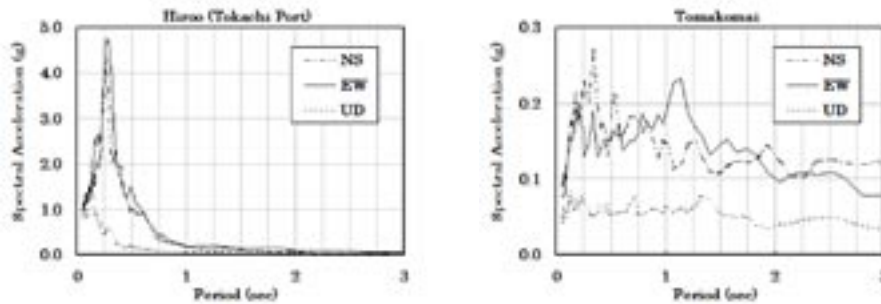 Hiroo (Tokachi Port)
5.0
4.0
3.0
2.0
1.0
0.0
Spectral Acceleration (g)
NS
EW
UD
0 1 2 3
Period (sec)
Tomakomai
0.3
0.2
0.1
0.0
Spectral Acceleration (g)
NS
EW
UD
0 1 2 3
Period (sec)